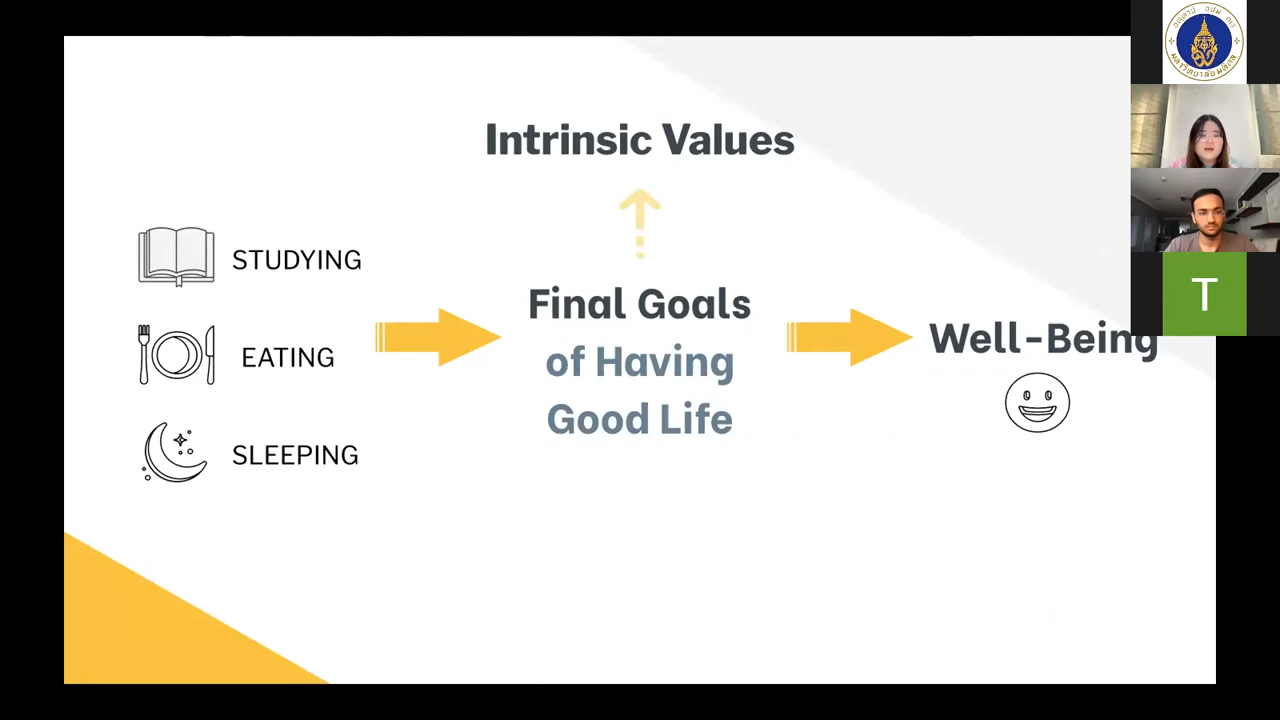 Intrinsic Values
STUDYING
EATING
SLEEPING
Final Goals
of Having
Good Life
Well-Being
T